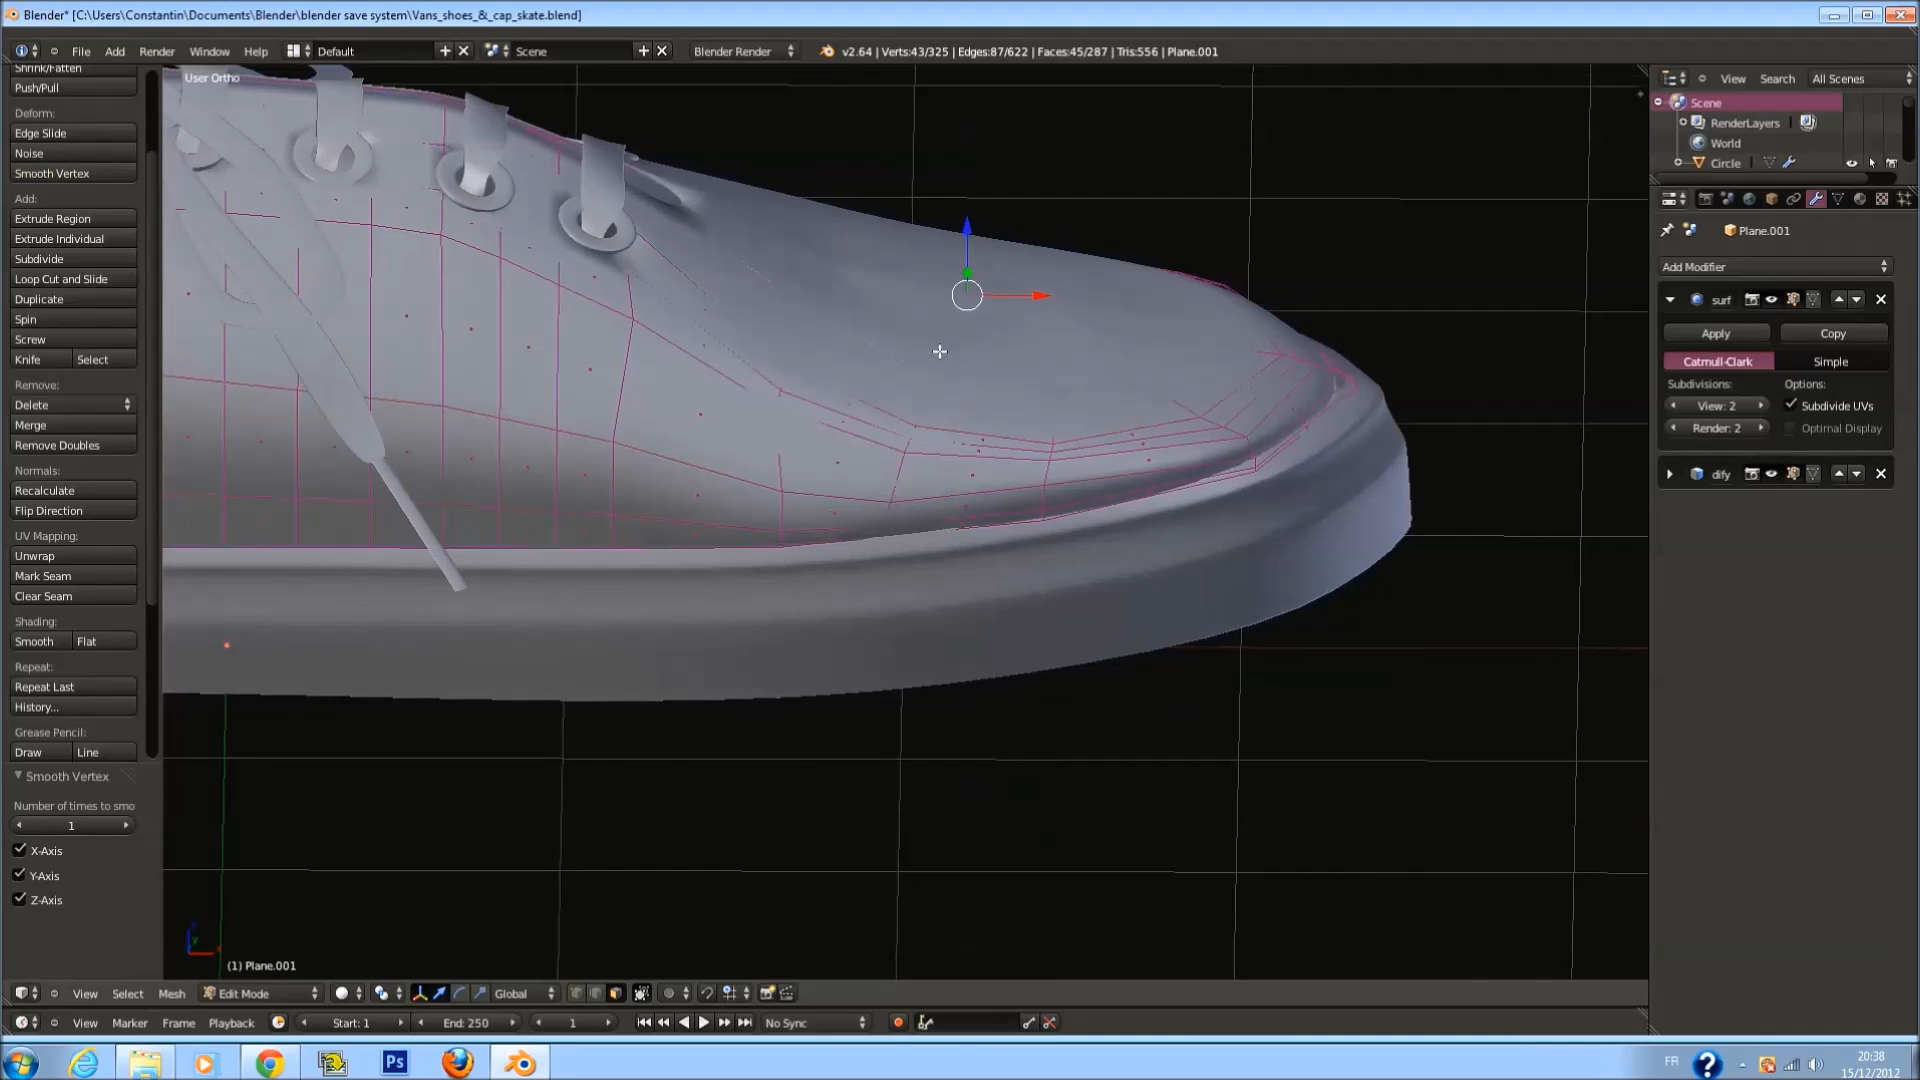 Blender* [C:\Users\Constantin\Documents\Blender\blender save system\Vans_shoes_&_cap_skate.blend]
File Add Render Window Help Default Scene Blender Render v2.64 | Verts:43/325 | Edges:87/622 | Faces:45/287 | Tris:556 | Plane.001
Shrink/Fatten
Push/Pull
Deform:
Edge Slide
Noise
Smooth Vertex
Add:
Extrude Region
Extrude Individual
Subdivide
Loop Cut and Slide
Duplicate
Spin
Screw
Knife Select
Remove:
Delete
Merge
Remove Doubles
Normals:
Recalculate
Flip Direction
UV Mapping:
Unwrap
Mark Seam
Clear Seam
Shading:
Smooth Flat
Repeat:
Repeat Last
History...
Grease Pencil:
Draw Line
Smooth Vertex
Number of times to smo
1
X-Axis
Y-Axis
Z-Axis
User Ortho
(1) Plane.001
View Search All Scenes
Scene
RenderLayers
World
Circle
Plane.001
Add Modifier
surf
Apply Copy
Catmull-Clark Simple
Subdivisions: Options:
View: 2 Subdivide UVs
Render: 2 Optimal Display
dify
View Select Mesh Edit Mode Global
View Marker Frame Playback Start: 1 End: 250 1 No Sync
Ps
FR
20:38
15/12/2012